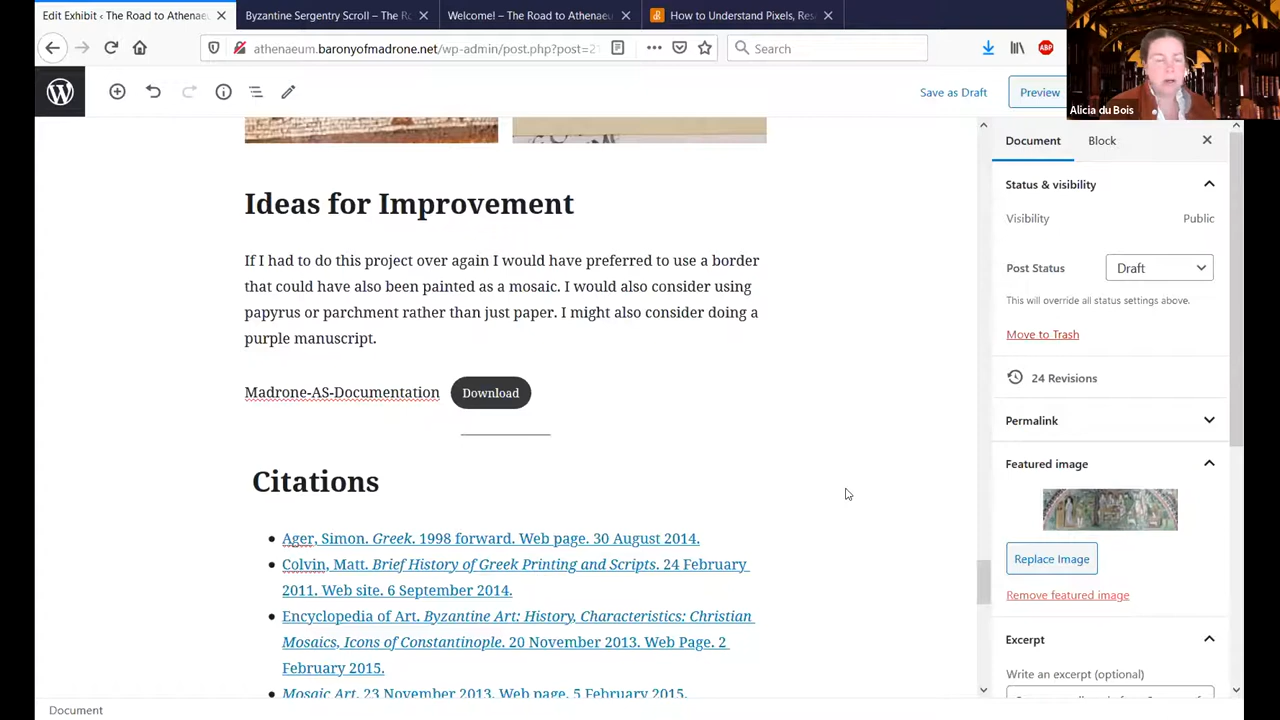 Edit Exhibit ‹ The Road to Athenaeu
Byzantine Sergentry Scroll – The R
Welcome! – The Road to Athenaeu
How to Understand Pixels, Res
athenaeum.baronyofmadrone.net/wp-admin/post.php?post=2
Search
ABP
Alicia du Bois
Save as Draft
Preview
Document
Block
Ideas for Improvement
If I had to do this project over again I would have preferred to use a border
that could have also been painted as a mosaic. I would also consider using
papyrus or parchment rather than just paper. I might also consider doing a
purple manuscript.
Madrone-AS-Documentation
Download
Citations
Ager, Simon. Greek. 1998 forward. Web page. 30 August 2014.
Colvin, Matt. Brief History of Greek Printing and Scripts. 24 February
2011. Web site. 6 September 2014.
Encyclopedia of Art. Byzantine Art: History, Characteristics: Christian
Mosaics, Icons of Constantinople. 20 November 2013. Web Page. 2
February 2015.
Mosaic Art. 23 November 2013. Web page. 5 February 2015.
Status & visibility
Visibility
Public
Post Status
Draft
This will override all status settings above.
Move to Trash
24 Revisions
Permalink
Featured image
Replace Image
Remove featured image
Excerpt
Write an excerpt (optional)
Document